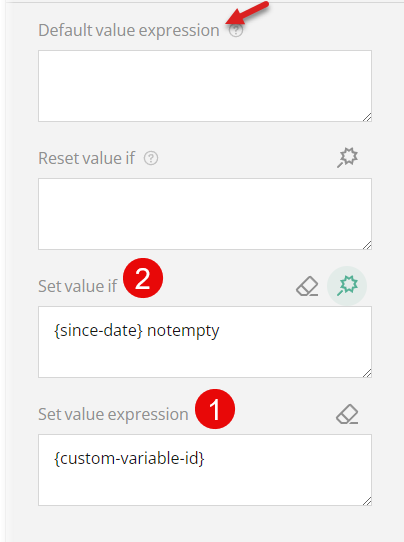 Default value expression ?
Reset value if ?
Set value if 2
{since-date} notempty
Set value expression 1
{custom-variable-id}